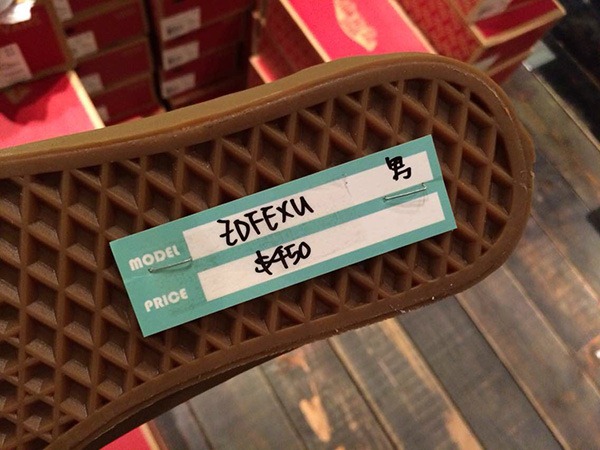 男
MODEL ZDFEXU
PRICE $450